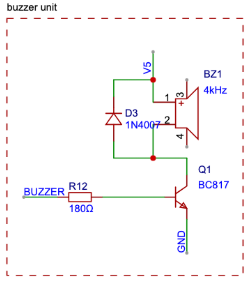 buzzer unit
V5
BZ1
4kHz
3
1
2
4
D3
1N4007
Q1
BC817
BUZZER
R12
180Ω
GND